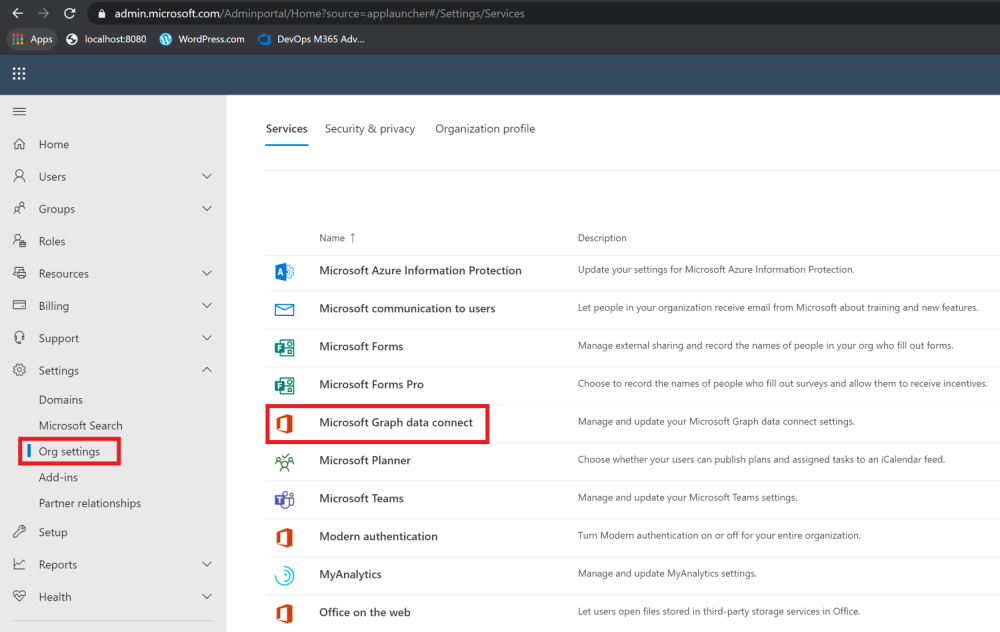 admin.microsoft.com/Adminportal/Home?source=applauncher#/Settings/Services
Apps localhost:8080 WordPress.com DevOps M365 Adv...
Home
Users
Groups
Roles
Resources
Billing
Support
Settings
Domains
Microsoft Search
Org settings
Add-ins
Partner relationships
Setup
Reports
Health
Services Security & privacy Organization profile
Name ↑ Description
Microsoft Azure Information Protection Update your settings for Microsoft Azure Information Protection.
Microsoft communication to users Let people in your organization receive email from Microsoft about training and new features.
Microsoft Forms Manage external sharing and record the names of people in your org who fill out forms.
Microsoft Forms Pro Choose to record the names of people who fill out surveys and allow them to receive incentives.
Microsoft Graph data connect Manage and update your Microsoft Graph data connect settings.
Microsoft Planner Choose whether your users can publish plans and assigned tasks to an iCalendar feed.
Microsoft Teams Manage and update your Microsoft Teams settings.
Modern authentication Turn Modern authentication on or off for your entire organization.
MyAnalytics Manage and update MyAnalytics settings.
Office on the web Let users open files stored in third-party storage services in Office.